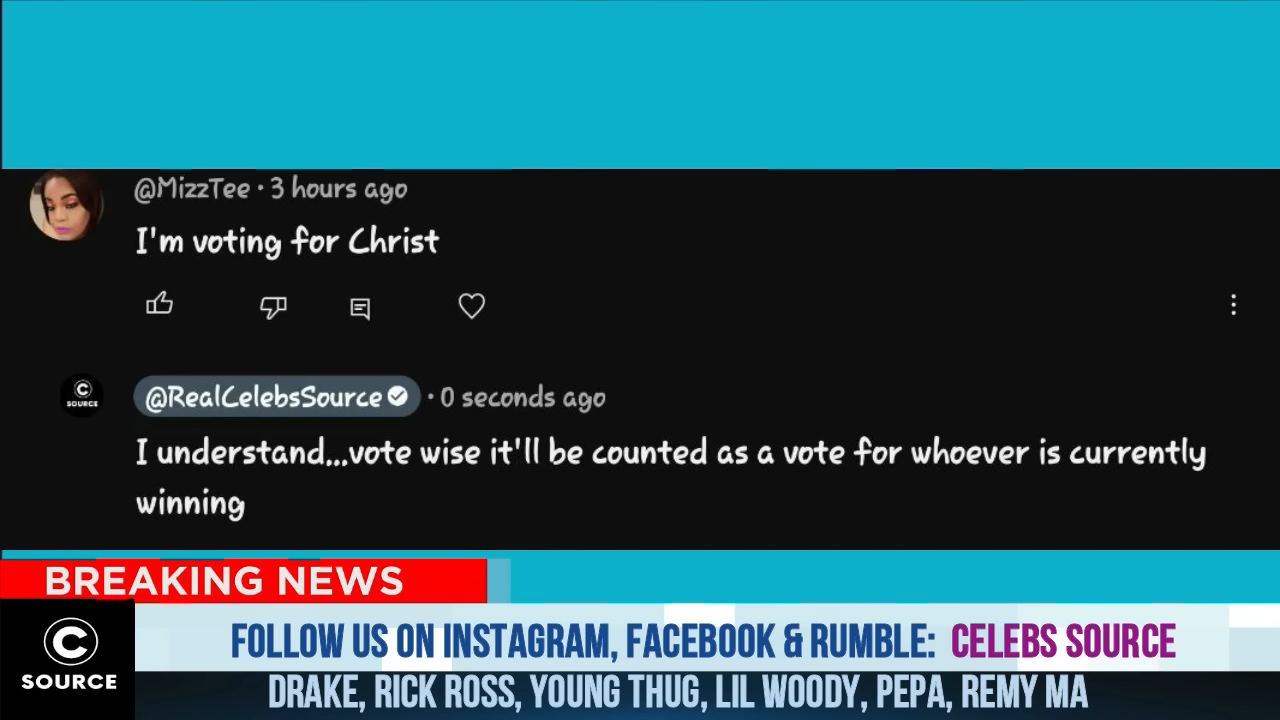 @MizzTee · 3 hours ago
I'm voting for Christ
C
SOURCE
@RealCelebsSource · 0 seconds ago
I understand...vote wise it'll be counted as a vote for whoever is currently
winning
BREAKING NEWS
C
SOURCE
FOLLOW US ON INSTAGRAM, FACEBOOK & RUMBLE: CELEBS SOURCE
DRAKE, RICK ROSS, YOUNG THUG, LIL WOODY, PEPA, REMY MA